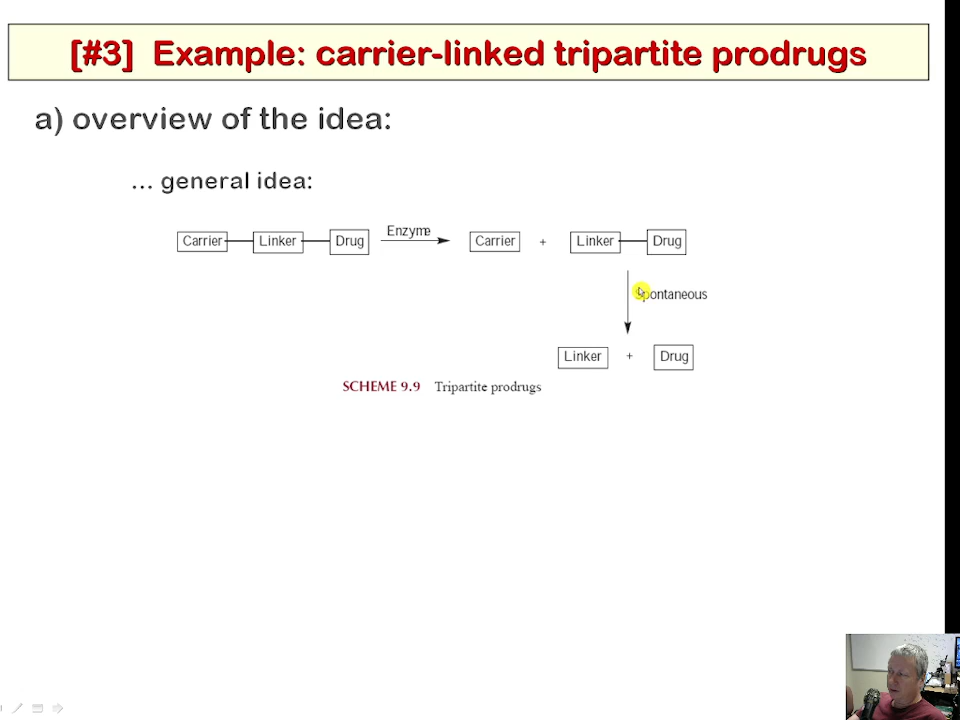 [#3] Example: carrier-linked tripartite prodrugs
a) overview of the idea:
... general idea:
Carrier Linker Drug Enzyme Carrier + Linker Drug
Spontaneous
Linker + Drug
SCHEME 9.9 Tripartite prodrugs